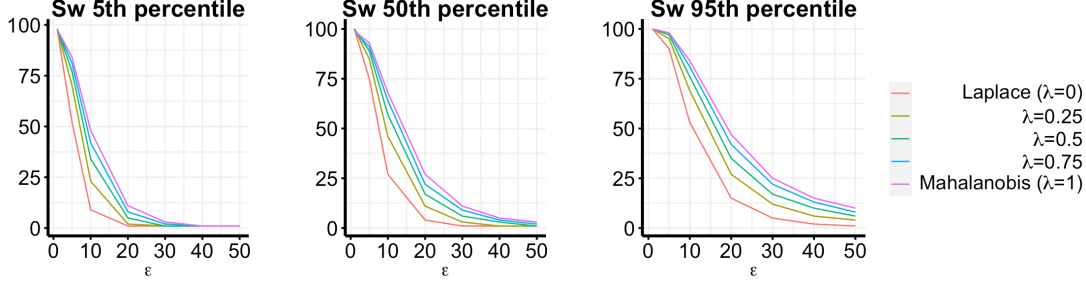 Sw 5th percentile
100
75
50
25
0
0 10 20 30 40 50
ε
Sw 50th percentile
100
75
50
25
0
0 10 20 30 40 50
ε
Sw 95th percentile
100
75
50
25
0
0 10 20 30 40 50
ε
Laplace (λ=0)
λ=0.25
λ=0.5
λ=0.75
Mahalanobis (λ=1)